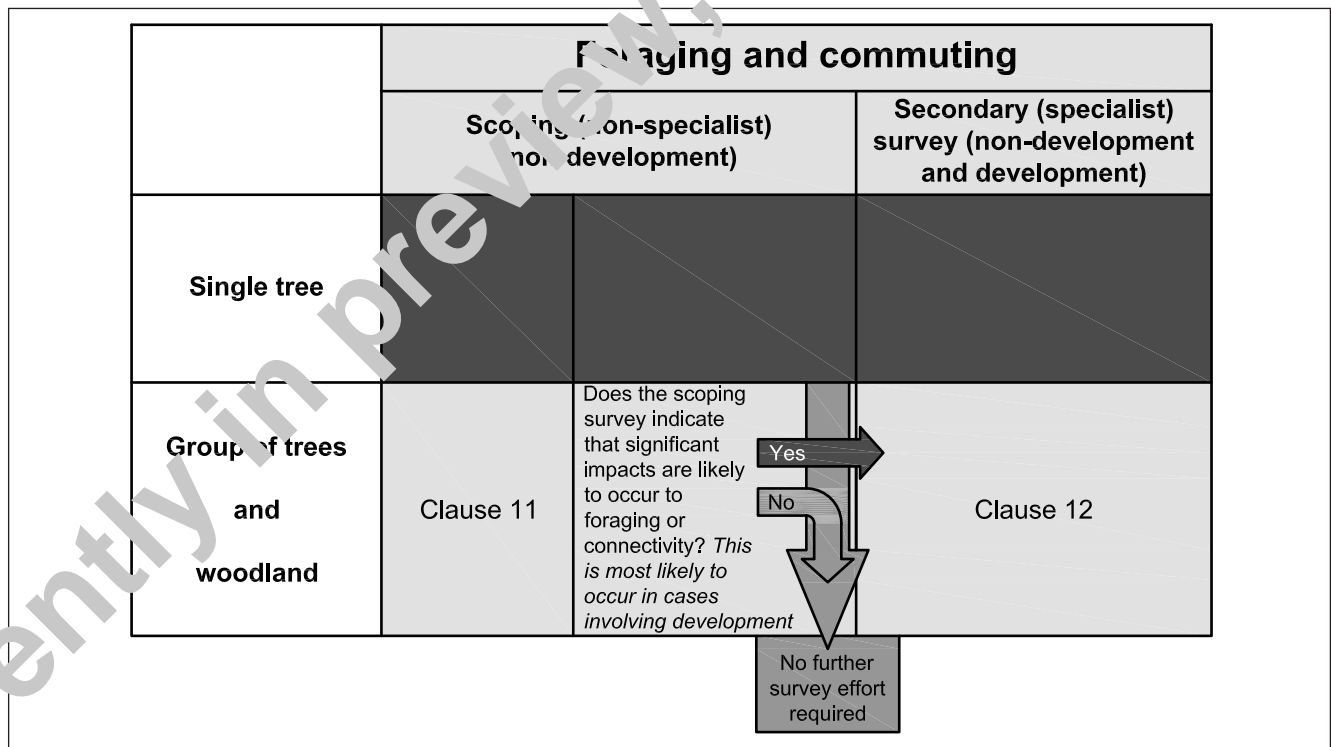 Foraging and commuting
Scoping (non-specialist)
non-development)
Secondary (specialist)
survey (non-development
and development)
Single tree
Group of trees
and
woodland
Clause 11
Does the scoping
survey indicate
that significant
impacts are likely
to occur to
foraging or
connectivity? This
is most likely to
occur in cases
involving development
Yes
No
Clause 12
No further
survey effort
required
ently in preview,